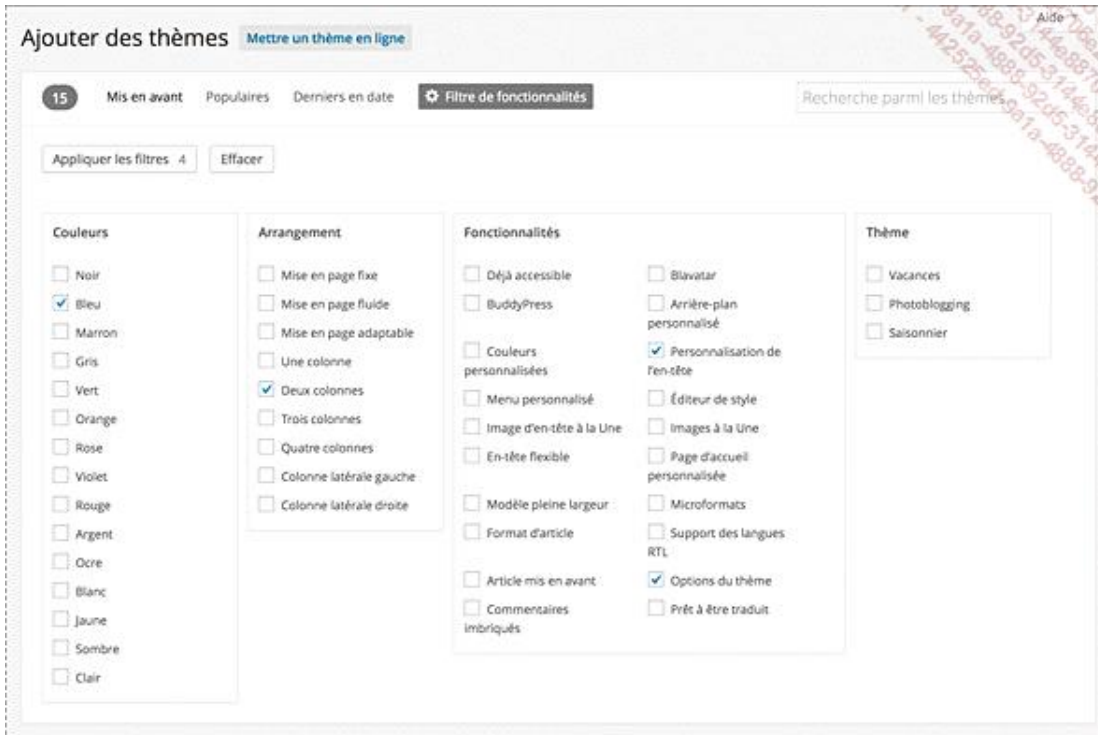 Aide
Ajouter des thèmes Mettre un thème en ligne
15 Mis en avant Populaires Derniers en date Filtre de fonctionnalités Recherche parmi les thèmes...
Appliquer les filtres 4 Effacer
Couleurs
Noir
Bleu
Marron
Gris
Vert
Orange
Rose
Violet
Rouge
Argent
Ocre
Blanc
Jaune
Sombre
Clair
Arrangement
Mise en page fixe
Mise en page fluide
Mise en page adaptable
Une colonne
Deux colonnes
Trois colonnes
Quatre colonnes
Colonne latérale gauche
Colonne latérale droite
Fonctionnalités
Déjà accessible
BuddyPress
Couleurs
personnalisées
Menu personnalisé
Image d'en-tête à la Une
En-tête flexible
Modèle pleine largeur
Format d'article
Article mis en avant
Commentaires
imbriqués
Blavatar
Arrière-plan
personnalisé
Personnalisation de
l'en-tête
Éditeur de style
Images à la Une
Page d'accueil
personnalisée
Microformats
Support des langues
RTL
Options du thème
Prêt à être traduit
Thème
Vacances
Photoblogging
Saisonnier